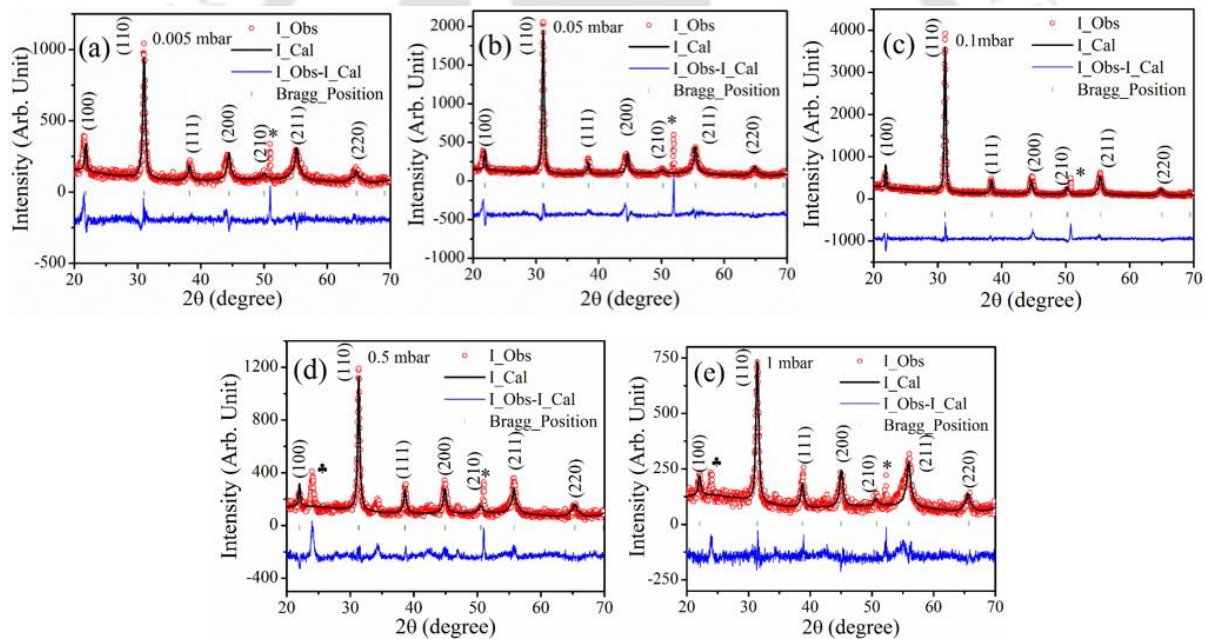 (a)
0.005 mbar
I_Obs
I_Cal
I_Obs-I_Cal
Bragg_Position
(100)
(110)
(111)
(200)
(210)
*
(211)
(220)
1000
500
0
-500
20 30 40 50 60 70
2θ (degree)
Intensity (Arb. Unit)
(b)
0.05 mbar
I_Obs
I_Cal
I_Obs-I_Cal
Bragg_Position
(100)
(110)
(111)
(200)
(210)
*
(211)
(220)
2000
1500
1000
500
0
-500
-1000
20 30 40 50 60 70
2θ (degree)
Intensity (Arb. Unit)
(c)
0.1mbar
I_Obs
I_Cal
I_Obs-I_Cal
Bragg_Position
(100)
(110)
(111)
(200)
(210)
*
(211)
(220)
4000
3000
2000
1000
0
-1000
20 30 40 50 60 70
2θ (degree)
Intensity (Arb. Unit)
(d)
0.5 mbar
I_Obs
I_Cal
I_Obs-I_Cal
Bragg_Position
(100)
♣
(110)
(111)
(200)
(210)
*
(211)
(220)
1200
800
400
0
-400
20 30 40 50 60 70
2θ (degree)
Intensity (Arb. Unit)
(e)
1 mbar
I_Obs
I_Cal
I_Obs-I_Cal
Bragg_Position
(100)
♣
(110)
(111)
(200)
(210)
*
(211)
(220)
750
500
250
0
-250
20 30 40 50 60 70
2θ (degree)
Intensity (Arb. Unit)